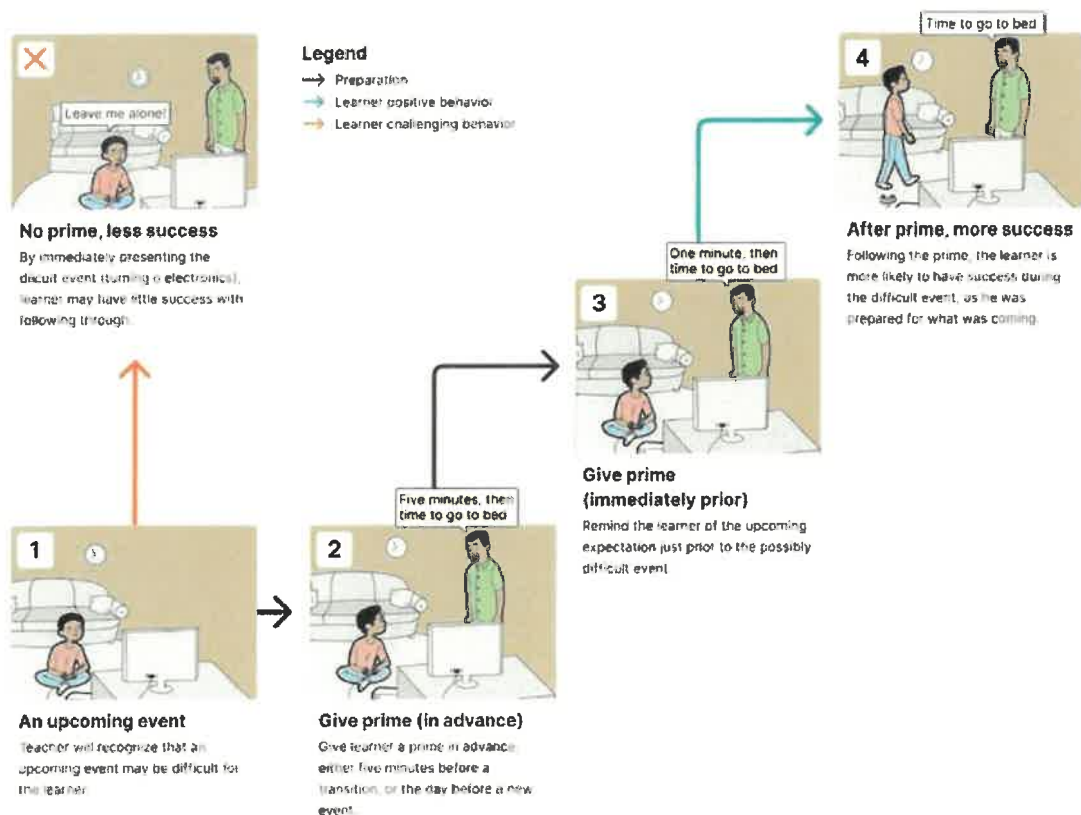 Leave me alone!
No prime, less success
By immediately presenting the
electronics),
learner may have little success with
following through.
Legend
Preparation
Learner positive behavior
Learner challenging behavior
Time to go to bed
4
After prime, more success
Following the prime, the learner is
more likely to have success during
the difficult event, as he was
prepared for what was coming.
One minute, then
time to go to bed
3
Give prime
(immediately prior)
Remind the learner of the upcoming
expectation just prior to the possibly
difficult event
1
An upcoming event
Teacher will recognize that an
upcoming event may be difficult for
the learner
Five minutes, then
time to go to bed
2
Give prime (in advance)
Give learner a prime in advance
either five minutes before a
transition, or the day before a new
event.